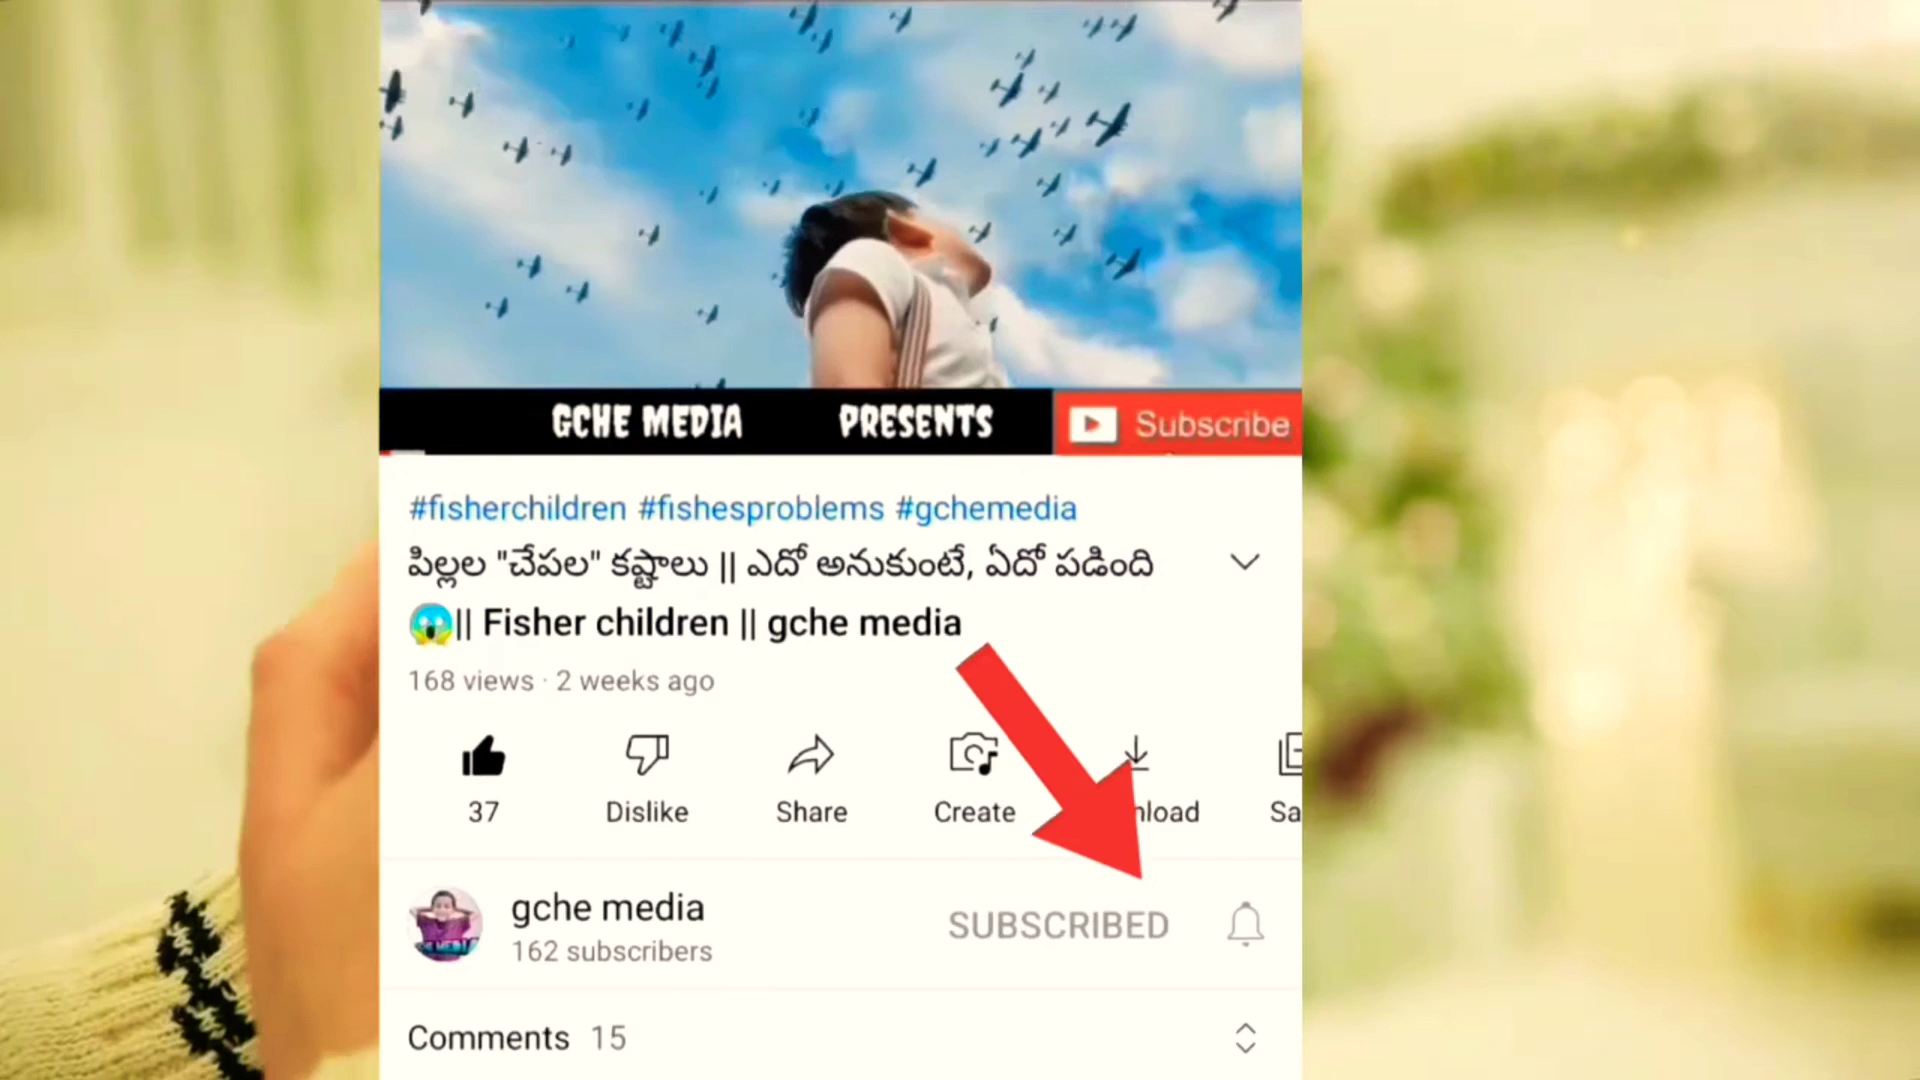 GCHE MEDIA PRESENTS Subscribe
#fisherchildren #fishesproblems #gchemedia
పిల్లల "చేపల" కష్టాలు || ఎదో అనుకుంటే, ఏదో పడింది
😱|| Fisher children || gche media
168 views · 2 weeks ago
37 Dislike Share Create nload Sa
gche media
162 subscribers
SUBSCRIBED
Comments 15